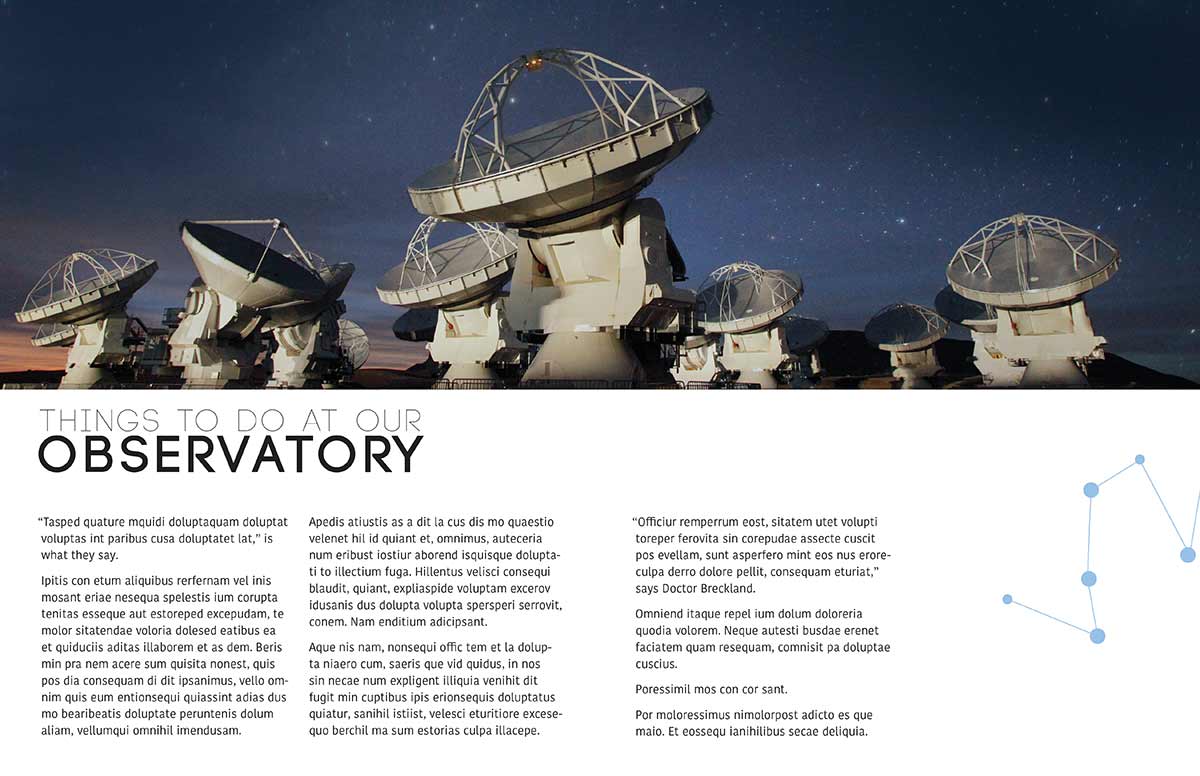 THINGS TO DO AT OUR
OBSERVATORY
“Tasped quature mquidi doluptaquam doluptat
voluptas int paribus cusa doluptatet lat,” is
what they say.
Ipitis con etum aliquibus rerfernam vel inis
mosant eriae nesequa spelestis ium corupta
tenitas esseque aut estoreped excepudam, te
molor sitatendae voloria dolesed eatibus ea
et quiduciis aditas illaborem et as dem. Beris
min pra nem acere sum quisita nonest, quis
pos dia consequam di dit ipsanimus, vello om-
nim quis eum entionsequi quiassint adias dus
mo bearibeatis doluptate peruntenis dolum
aliam, vellumqui omnihil imendusam.
Apedis atiustis as a dit la cus dis mo quaestio
velenet hil id quiant et, omnimus, auteceria
num eribust iostiur aborend isquisque dolupta-
ti to illectium fuga. Hillentus velisci consequi
blaudit, quiant, expliaspide voluptam excerov
idusanis dus dolupta volupta spersperi serrovit,
conem. Nam enditium adicipsant.
Aque nis nam, nonsequi offic tem et la dolup-
ta niaero cum, saeris que vid quidus, in nos
sin necae num expligent illiquia venihit dit
fugit min cuptibus ipis erionsequis doluptatus
quiatur, sanihil istiist, velesci eturitiore excese-
quo berchil ma sum estorias culpa illacepe.
“Officiur remperrum eost, sitatem utet volupti
toreper ferovita sin corepudae assecte cuscit
pos evellam, sunt asperfero mint eos nus erore-
culpa derro dolore pellit, consequam eturiat,”
says Doctor Breckland.
Omniend itaque repel ium dolum doloreria
quodia volorem. Neque autesti busdae erenet
faciatem quam resequam, comnisit pa doluptae
cuscius.
Poressimil mos con cor sant.
Por moloressimus nimolorpost adicto es que
maio. Et eossequ ianihilibus secae deliquia.